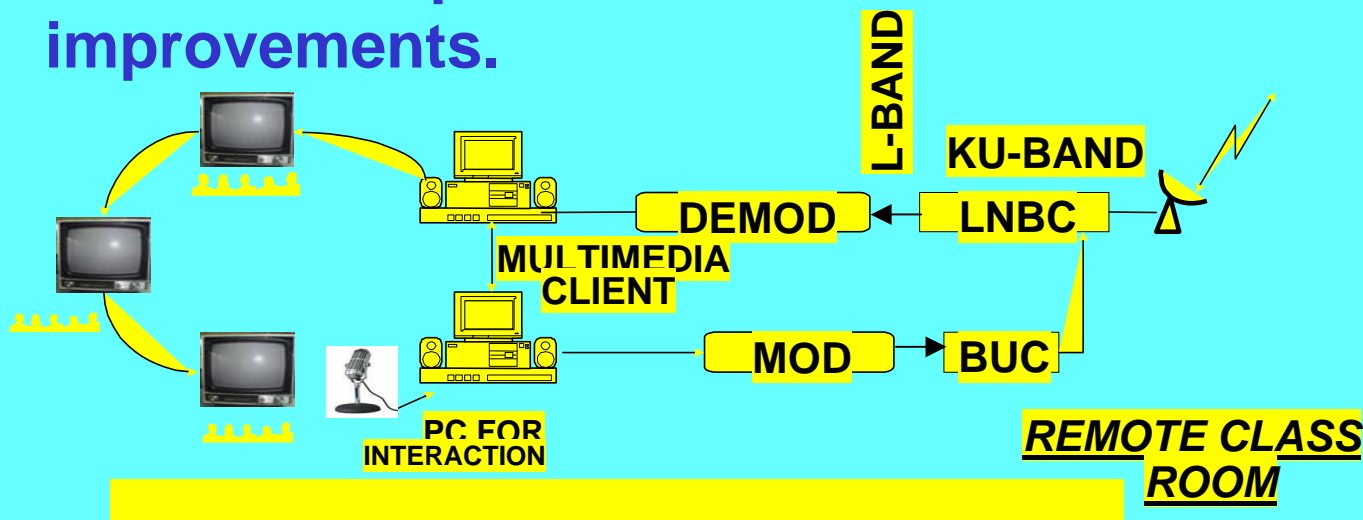 improvements.
L-BAND
KU-BAND
DEMOD
LNBC
MULTIMEDIA
CLIENT
MOD
BUC
PC FOR
INTERACTION
REMOTE CLASS
ROOM